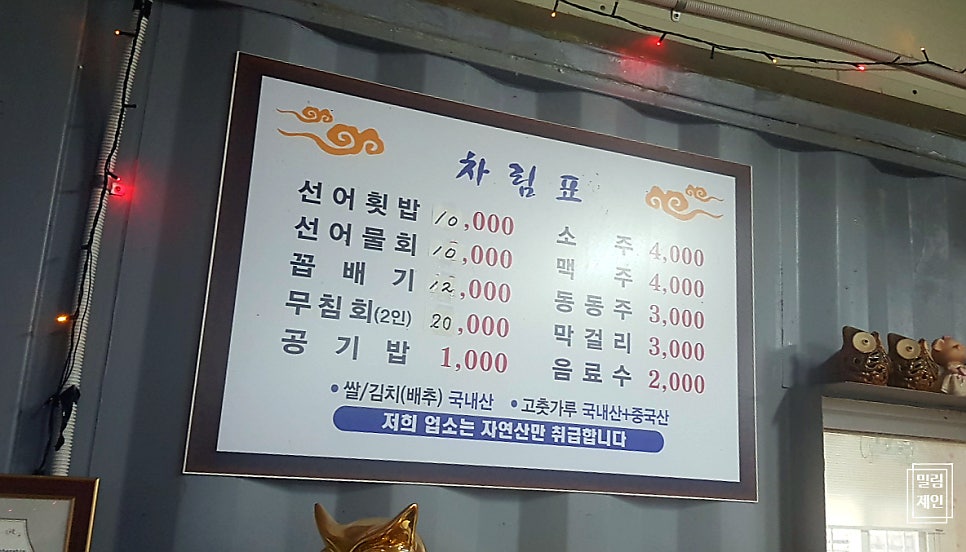 차림표
선어횟밥 10,000
선어물회 10,000
꼽배기 12,000
무침회(2인) 20,000
공기밥 1,000
소주 4,000
맥주 4,000
동동주 3,000
막걸리 3,000
음료수 2,000
• 쌀/김치(배추) 국내산 • 고춧가루 국내산+중국산
저희 업소는 자연산만 취급합니다
밀림
제인